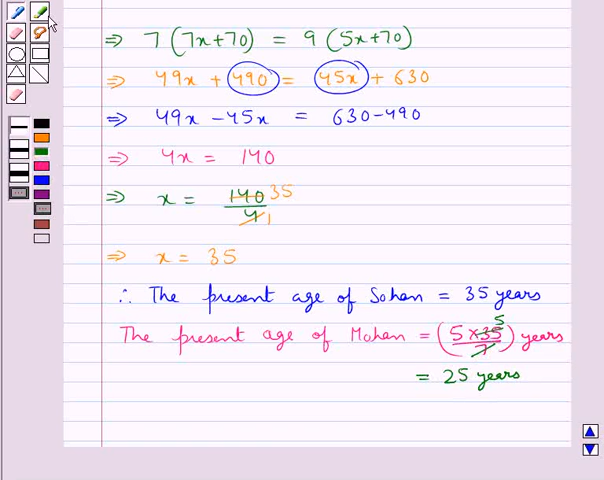 ⇒ 7(7x+70) = 9(5x+70)
⇒ 49x + 490 = 45x + 630
⇒ 49x - 45x = 630 - 490
⇒ 4x = 140
⇒ x = 140/4 35 1
⇒ x = 35
∴ The present age of Sohan = 35 years
The present age of Mohan = (5 × 35/7) 5 years
= 25 years